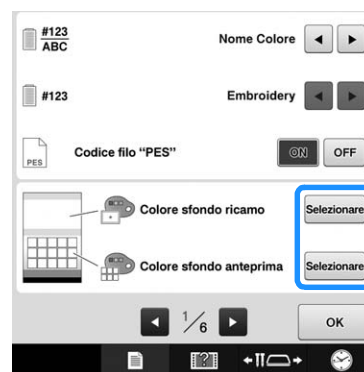 #123
ABC
Nome Colore
#123
Embroidery
PES
Codice filo “PES”
ON
OFF
Colore sfondo ricamo
Selezionare
Colore sfondo anteprima
Selezionare
1/6
OK
?